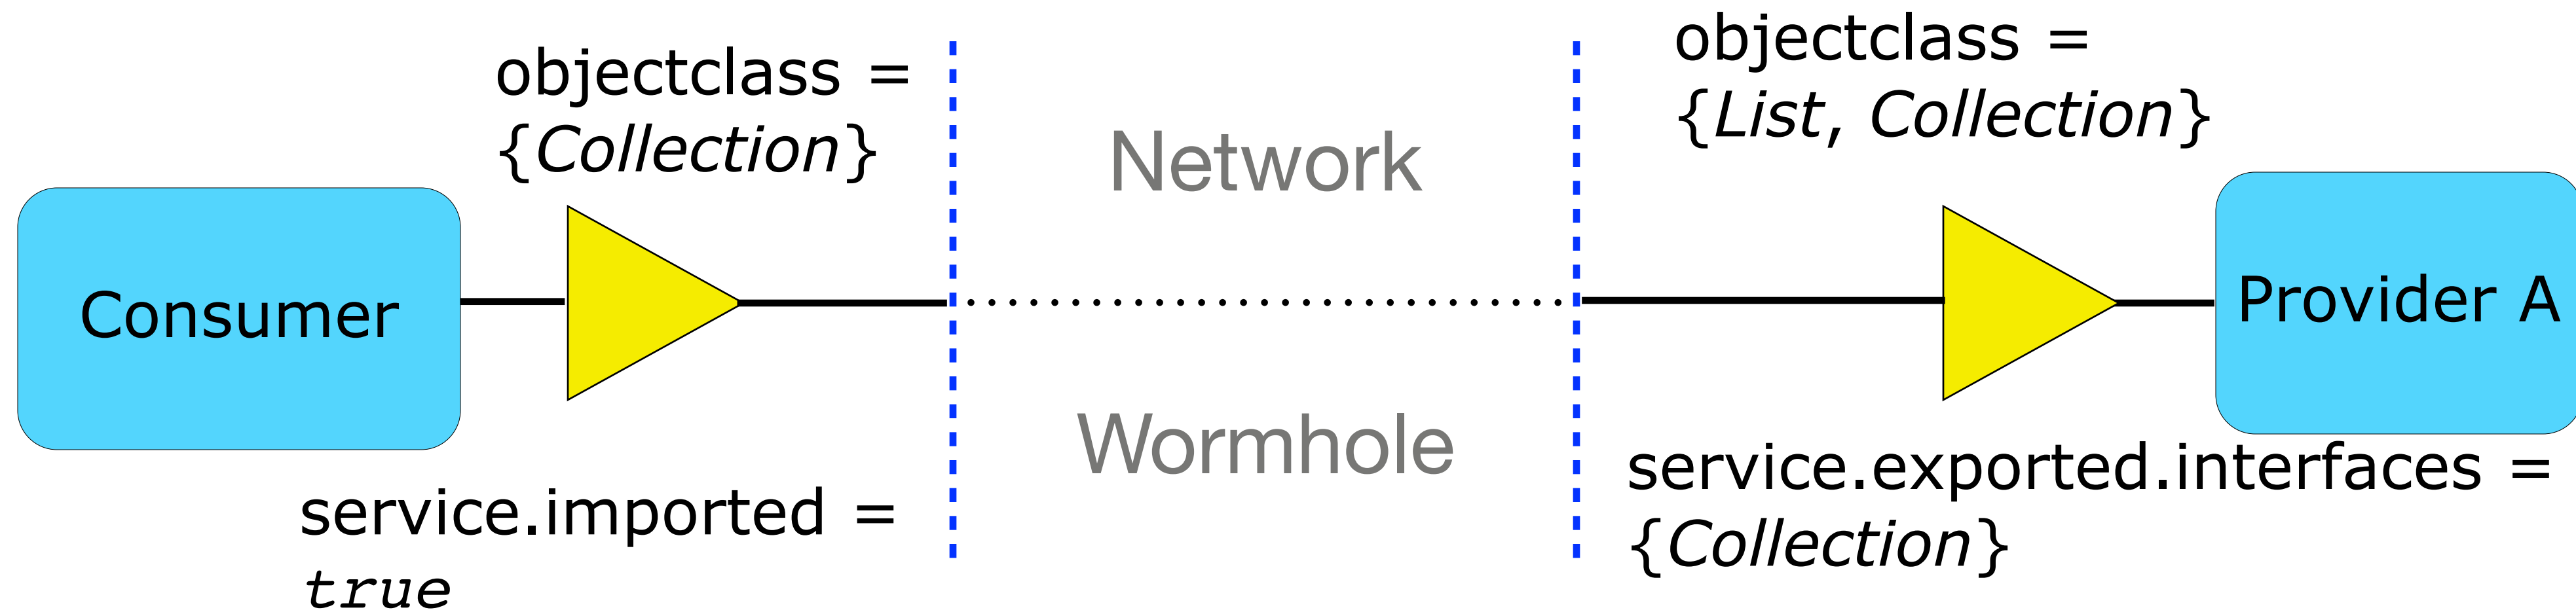 objectclass =
{Collection}
Consumer
service.imported =
true
Network
Wormhole
objectclass =
{List, Collection}
Provider A
service.exported.interfaces =
{Collection}